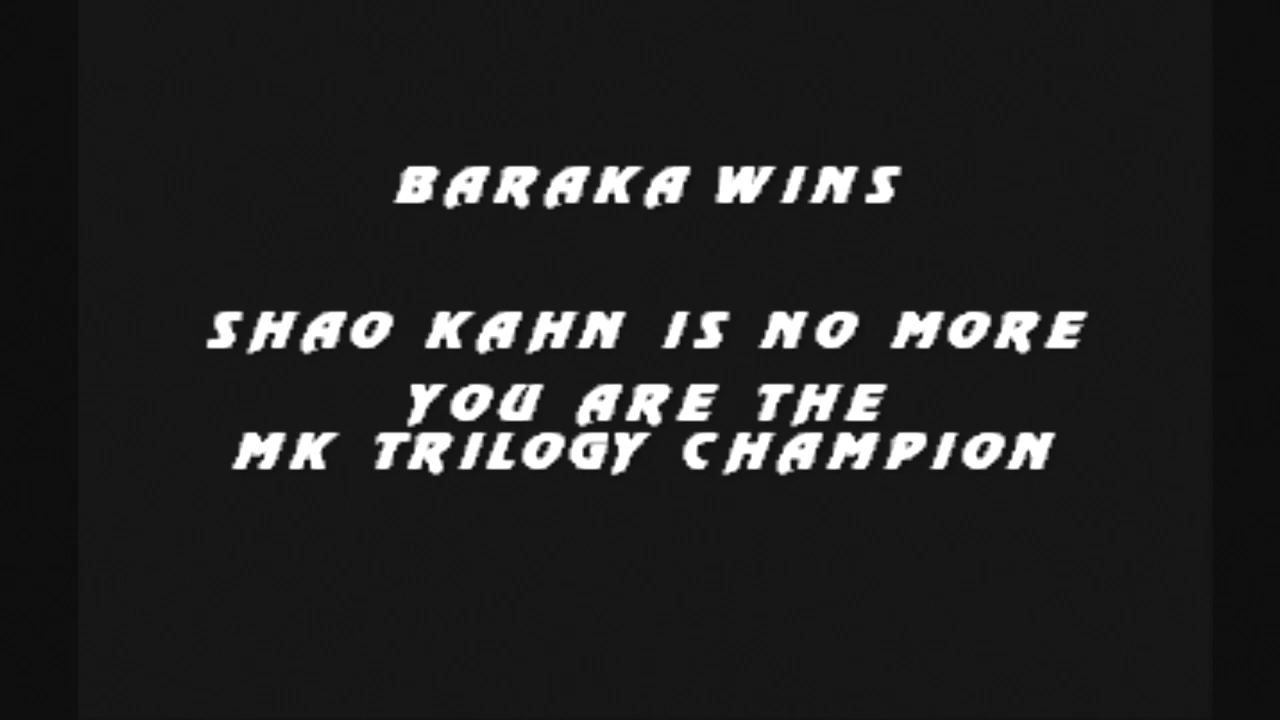 BARAKA WINS
SHAO KAHN IS NO MORE
YOU ARE THE
MK TRILOGY CHAMPION